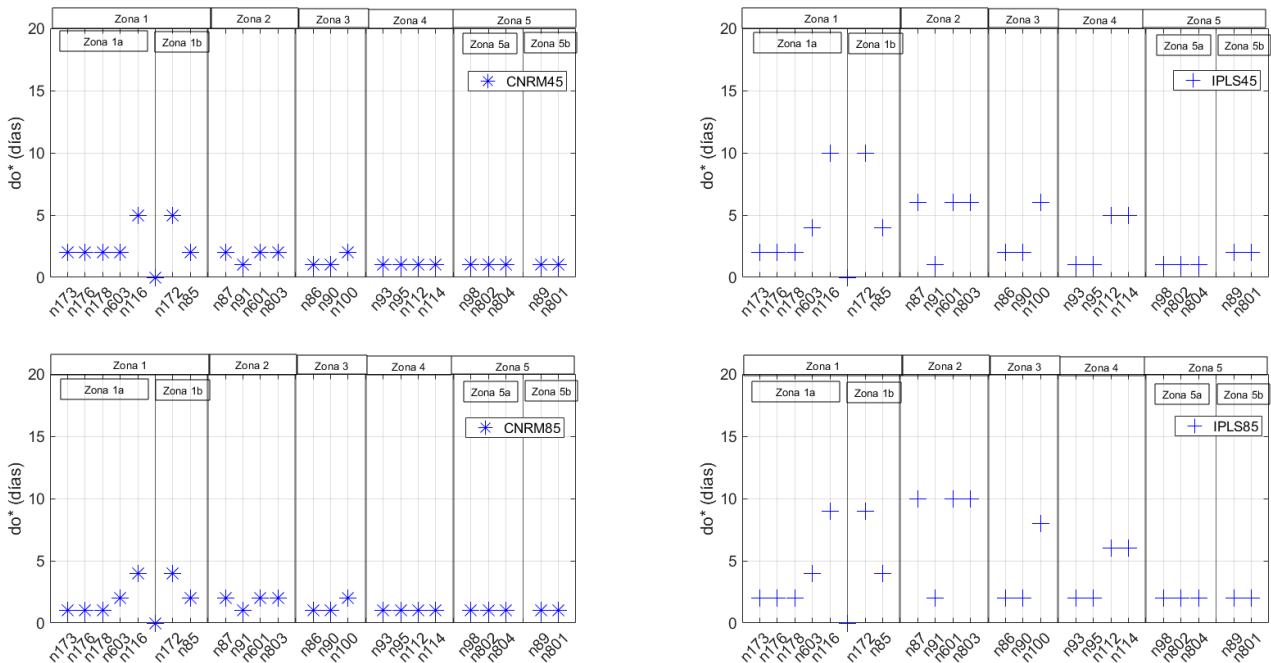 Zona 1 Zona 2 Zona 3 Zona 4 Zona 5
Zona 1a Zona 1b Zona 5a Zona 5b
CNRM45
do* (días)
20
15
10
5
0
n173 n176 n178 n603 n116 n172 n85 n87 n91 n601 n803 n86 n90 n100 n93 n95 n112 n114 n98 n802 n804 n89 n801
Zona 1 Zona 2 Zona 3 Zona 4 Zona 5
Zona 1a Zona 1b Zona 5a Zona 5b
IPLS45
do* (días)
20
15
10
5
0
n173 n176 n178 n603 n116 n172 n85 n87 n91 n601 n803 n86 n90 n100 n93 n95 n112 n114 n98 n802 n804 n89 n801
Zona 1 Zona 2 Zona 3 Zona 4 Zona 5
Zona 1a Zona 1b Zona 5a Zona 5b
CNRM85
do* (días)
20
15
10
5
0
n173 n176 n178 n603 n116 n172 n85 n87 n91 n601 n803 n86 n90 n100 n93 n95 n112 n114 n98 n802 n804 n89 n801
Zona 1 Zona 2 Zona 3 Zona 4 Zona 5
Zona 1a Zona 1b Zona 5a Zona 5b
IPLS85
do* (días)
20
15
10
5
0
n173 n176 n178 n603 n116 n172 n85 n87 n91 n601 n803 n86 n90 n100 n93 n95 n112 n114 n98 n802 n804 n89 n801